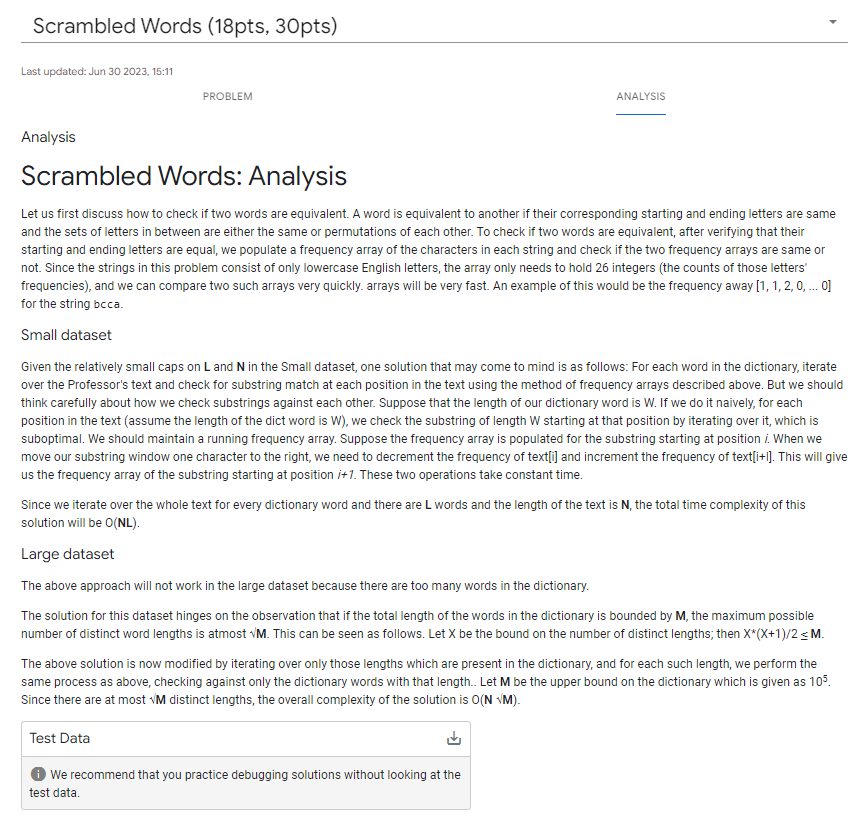 Scrambled Words (18pts, 30pts)
Last updated: Jun 30 2023, 15:11
PROBLEM
ANALYSIS
Analysis
Scrambled Words: Analysis
Let us first discuss how to check if two words are equivalent. A word is equivalent to another if their corresponding starting and ending letters are same
and the sets of letters in between are either the same or permutations of each other. To check if two words are equivalent, after verifying that their
starting and ending letters are equal, we populate a frequency array of the characters in each string and check if the two frequency arrays are same or
not. Since the strings in this problem consist of only lowercase English letters, the array only needs to hold 26 integers (the counts of those letters'
frequencies), and we can compare two such arrays very quickly. arrays will be very fast. An example of this would be the frequency away [1, 1, 2, 0, ... 0]
for the string bcca.
Small dataset
Given the relatively small caps on L and N in the Small dataset, one solution that may come to mind is as follows: For each word in the dictionary, iterate
over the Professor's text and check for substring match at each position in the text using the method of frequency arrays described above. But we should
think carefully about how we check substrings against each other. Suppose that the length of our dictionary word is W. If we do it naively, for each
position in the text (assume the length of the dict word is W), we check the substring of length W starting at that position by iterating over it, which is
suboptimal. We should maintain a running frequency array. Suppose the frequency array is populated for the substring starting at position i. When we
move our substring window one character to the right, we need to decrement the frequency of text[i] and increment the frequency of text[i+l]. This will give
us the frequency array of the substring starting at position i+1. These two operations take constant time.
Since we iterate over the whole text for every dictionary word and there are L words and the length of the text is N, the total time complexity of this
solution will be O(NL).
Large dataset
The above approach will not work in the large dataset because there are too many words in the dictionary.
The solution for this dataset hinges on the observation that if the total length of the words in the dictionary is bounded by M, the maximum possible
number of distinct word lengths is atmost √M. This can be seen as follows. Let X be the bound on the number of distinct lengths; then X*(X+1)/2 ≤ M.
The above solution is now modified by iterating over only those lengths which are present in the dictionary, and for each such length, we perform the
same process as above, checking against only the dictionary words with that length.. Let M be the upper bound on the dictionary which is given as 10⁵.
Since there are at most √M distinct lengths, the overall complexity of the solution is O(N √M).
Test Data
We recommend that you practice debugging solutions without looking at the
test data.